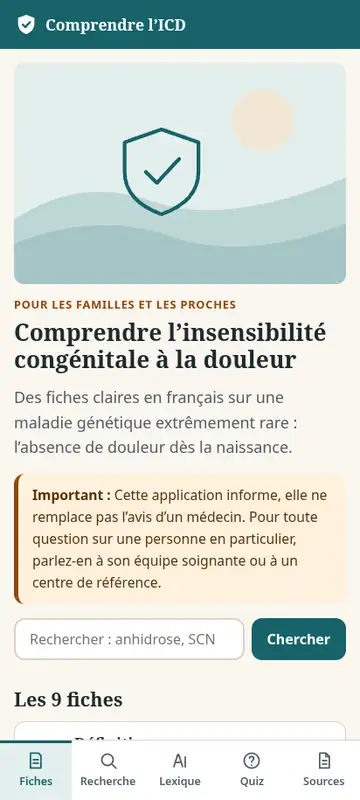 Comprendre l’ICD
POUR LES FAMILLES ET LES PROCHES
Comprendre l’insensibilité
congénitale à la douleur
Des fiches claires en français sur une
maladie génétique extrêmement rare :
l’absence de douleur dès la naissance.
Important : Cette application informe, elle ne
remplace pas l’avis d’un médecin. Pour toute
question sur une personne en particulier,
parlez-en à son équipe soignante ou à un
centre de référence.
Rechercher : anhidrose, SCN
Chercher
Les 9 fiches
Fiches
Recherche
Lexique
Quiz
Sources